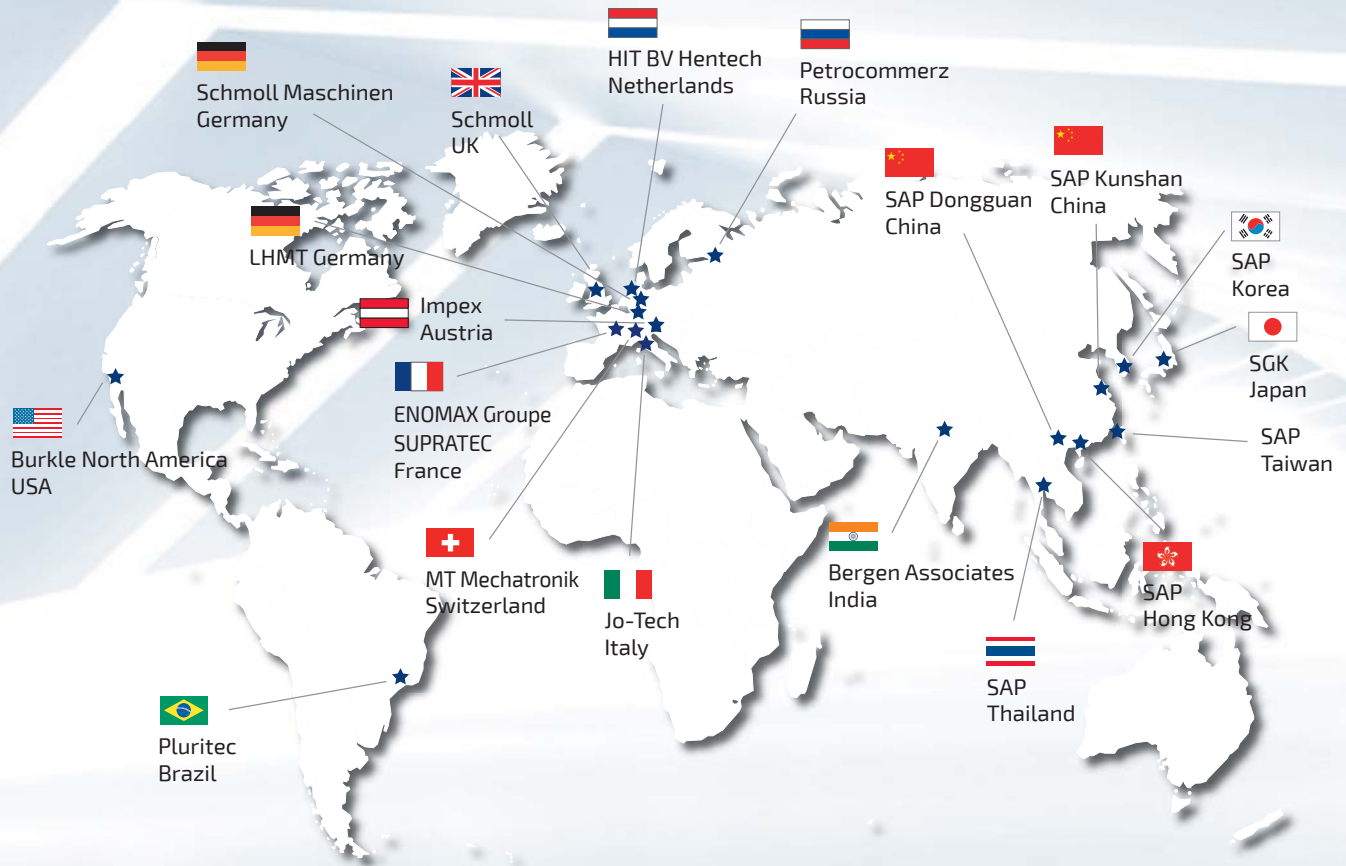 HIT BV Hentech
Netherlands
Petrocommerz
Russia
Schmoll Maschinen
Germany
Schmoll
UK
SAP Dongguan
China
SAP Kunshan
China
LHMT Germany
SAP
Korea
Impex
Austria
SGK
Japan
ENOMAX Groupe
SUPRATEC
France
SAP
Taiwan
Burkle North America
USA
MT Mechatronik
Switzerland
Jo-Tech
Italy
Bergen Associates
India
SAP
Hong Kong
SAP
Thailand
Pluritec
Brazil